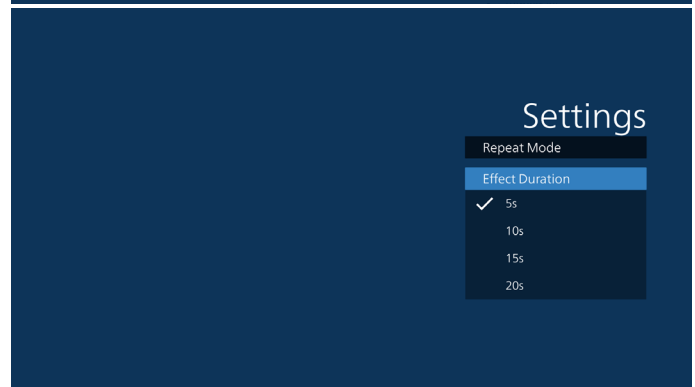 Settings
Repeat Mode
Effect Duration
5s
10s
15s
20s